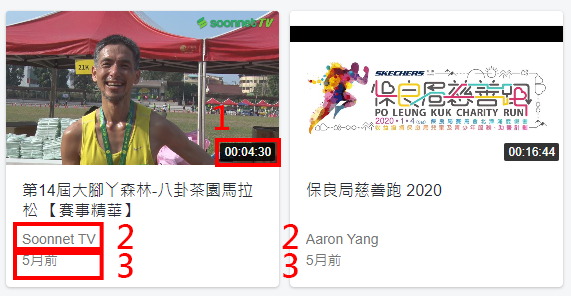 soonnet TV
21K
1
00:04:30
第14屆大腳丫森林-八卦茶園馬拉
松 【賽事精華】
Soonnet TV
2
5月前
3
SKECHERS
保良局慈善跑
PO LEUNG KUK CHARITY RUN
2020•1•4
00:16:44
保良局慈善跑 2020
2
Aaron Yang
3
5月前